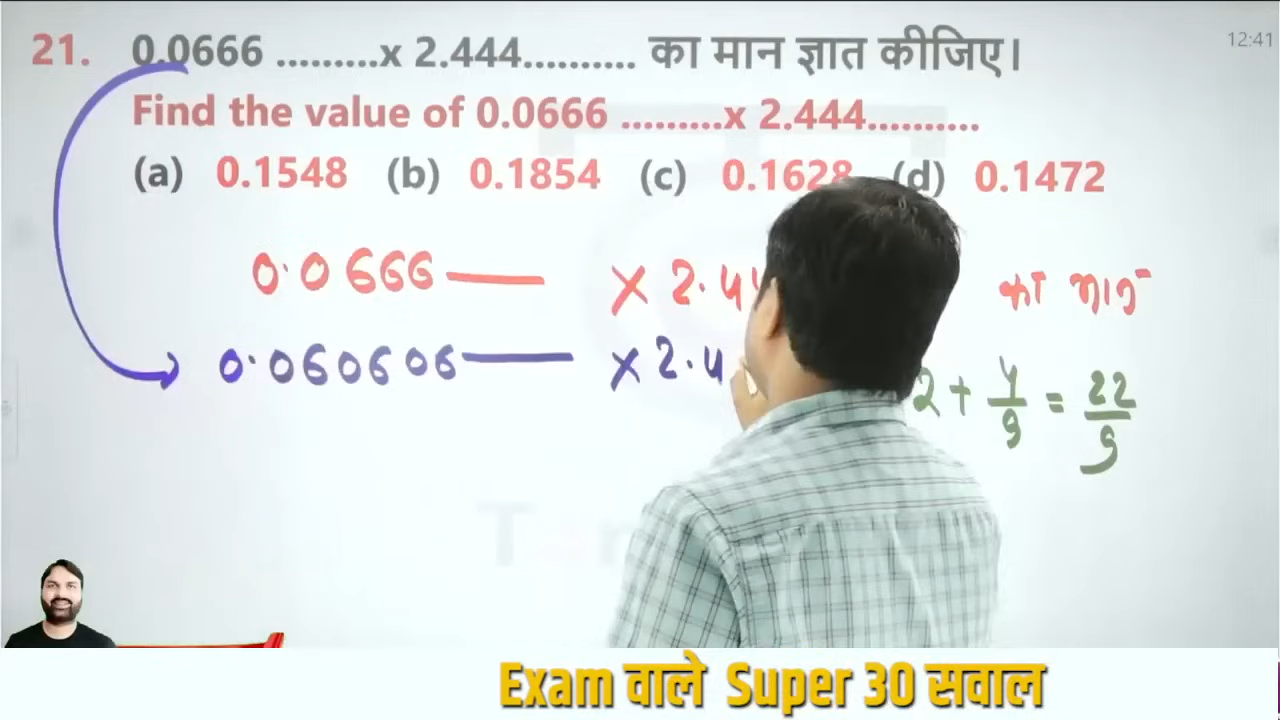 12:41
21. 0.0666 .........x 2.444.......... का मान ज्ञात कीजिए।
Find the value of 0.0666 .........x 2.444..........
(a) 0.1548 (b) 0.1854 (c) 0.1628 (d) 0.1472
0.0666 — × 2.44 का मान
0.060606 — × 2.4
2 + 4/9 = 22/9
Exam वाले Super 30 सवाल